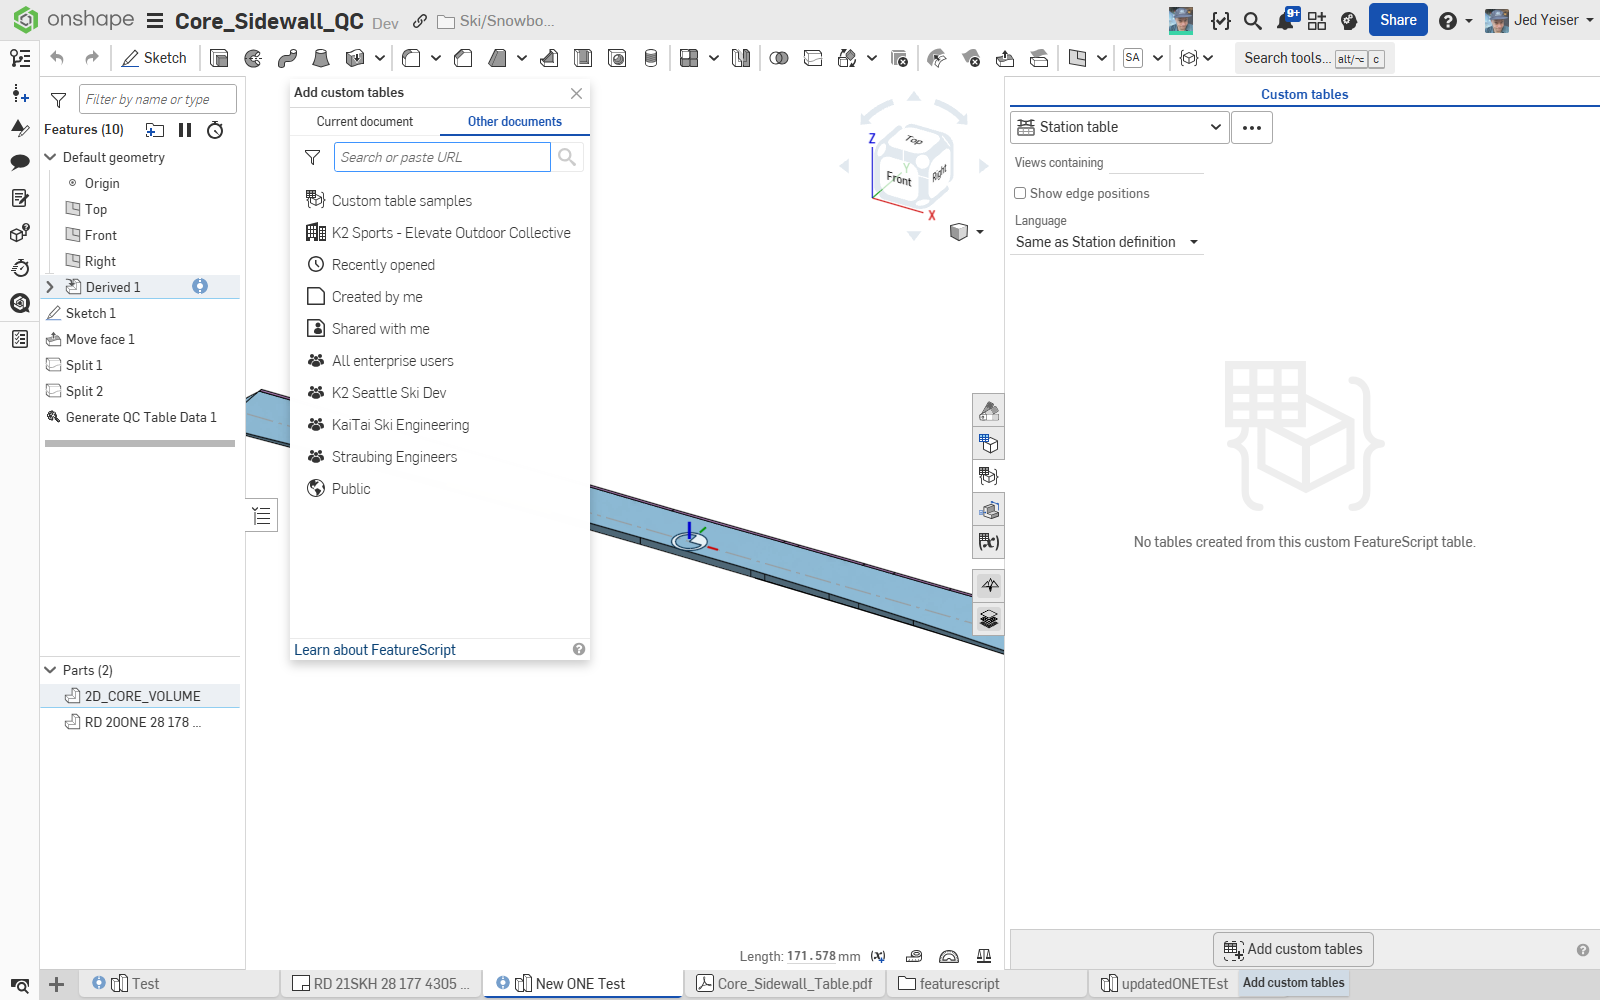 onshape
Core_Sidewall_QC
Dev
Ski/Snowbo...
9+
Share
Jed Yeiser
Sketch
SA
Search tools...
alt/⌥
c
Filter by name or type
Features (10)
Default geometry
Origin
Top
Front
Right
Derived 1
Sketch 1
Move face 1
Split 1
Split 2
Generate QC Table Data 1
Parts (2)
2D_CORE_VOLUME
RD 20ONE 28 178 ...
Add custom tables
Current document
Other documents
Search or paste URL
Custom table samples
K2 Sports - Elevate Outdoor Collective
Recently opened
Created by me
Shared with me
All enterprise users
K2 Seattle Ski Dev
KaiTai Ski Engineering
Straubing Engineers
Public
Learn about FeatureScript
Z
Top
Y
Front
Right
X
Custom tables
Station table
Views containing
Show edge positions
Language
Same as Station definition
No tables created from this custom FeatureScript table.
Length: 171.578 mm
(x)
Add custom tables
Test
RD 21SKH 28 177 4305 ...
New ONE Test
Core_Sidewall_Table.pdf
featurescript
updatedONETEst
Add custom tables